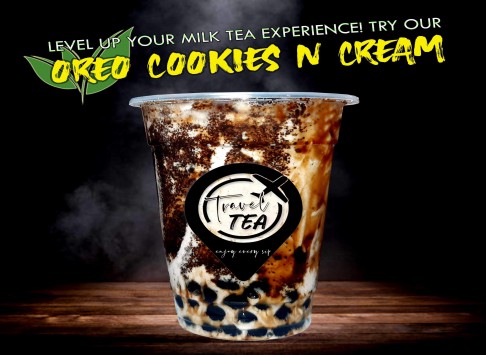 LEVEL UP YOUR MILK TEA EXPERIENCE! TRY OUR
OREO COOKIES N CREAM
Travel
TEA
enjoy every sip